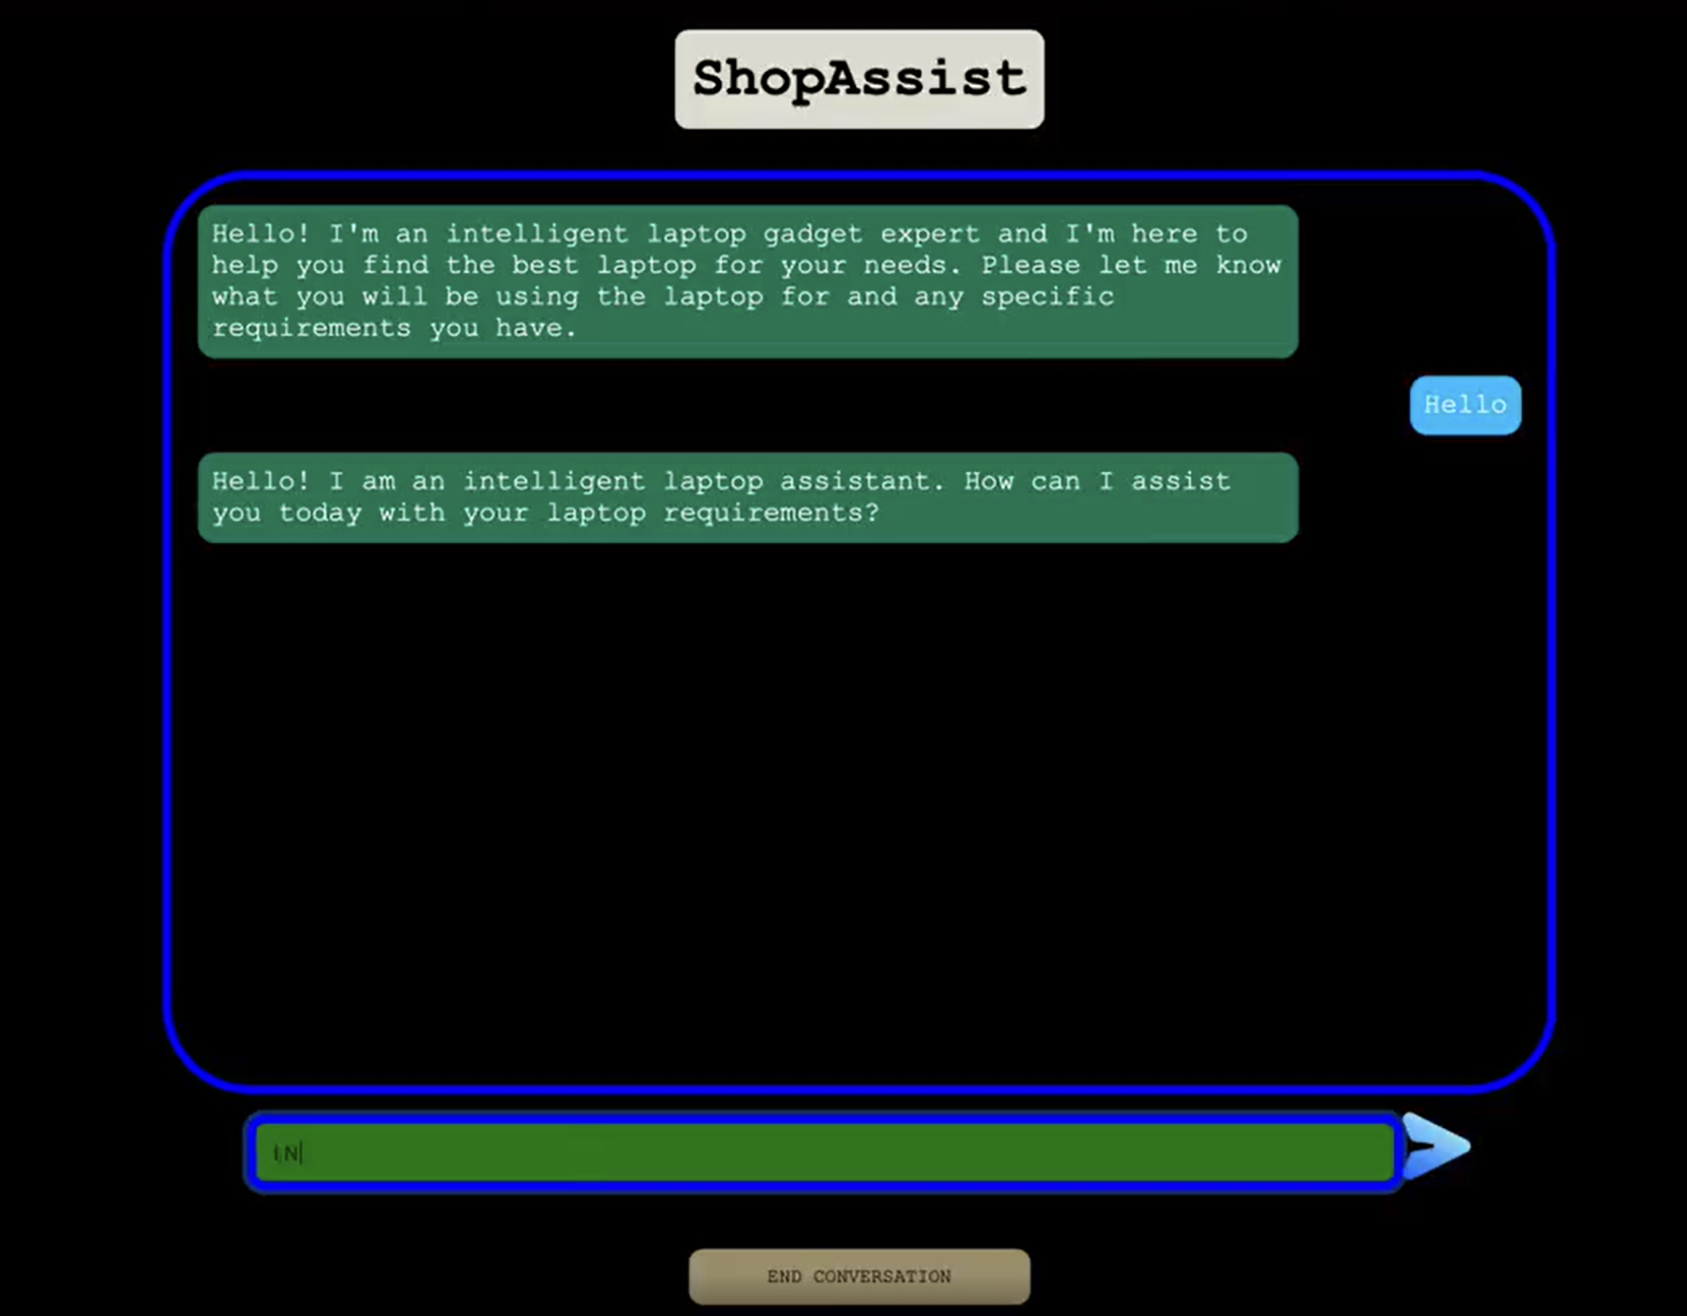 ShopAssist
Hello! I'm an intelligent laptop gadget expert and I'm here to
help you find the best laptop for your needs. Please let me know
what you will be using the laptop for and any specific
requirements you have.
Hello
Hello! I am an intelligent laptop assistant. How can I assist
you today with your laptop requirements?
I N
END CONVERSATION